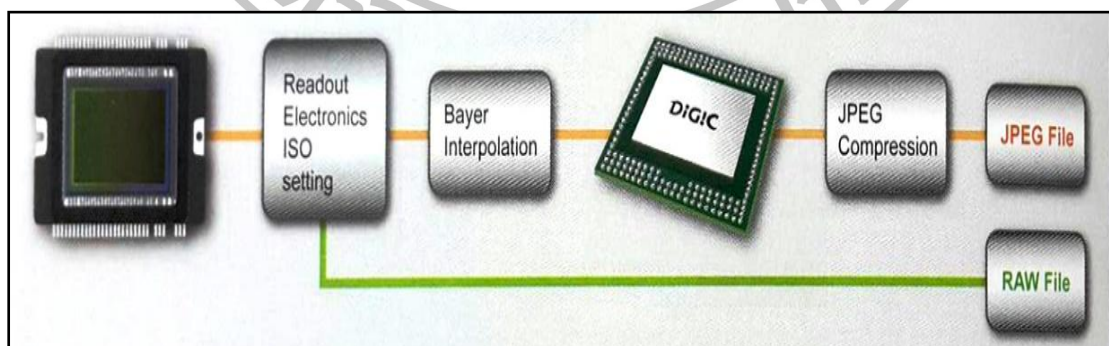 Readout
Electronics
ISO
setting
Bayer
Interpolation
DiGiC
JPEG
Compression
JPEG File
RAW File